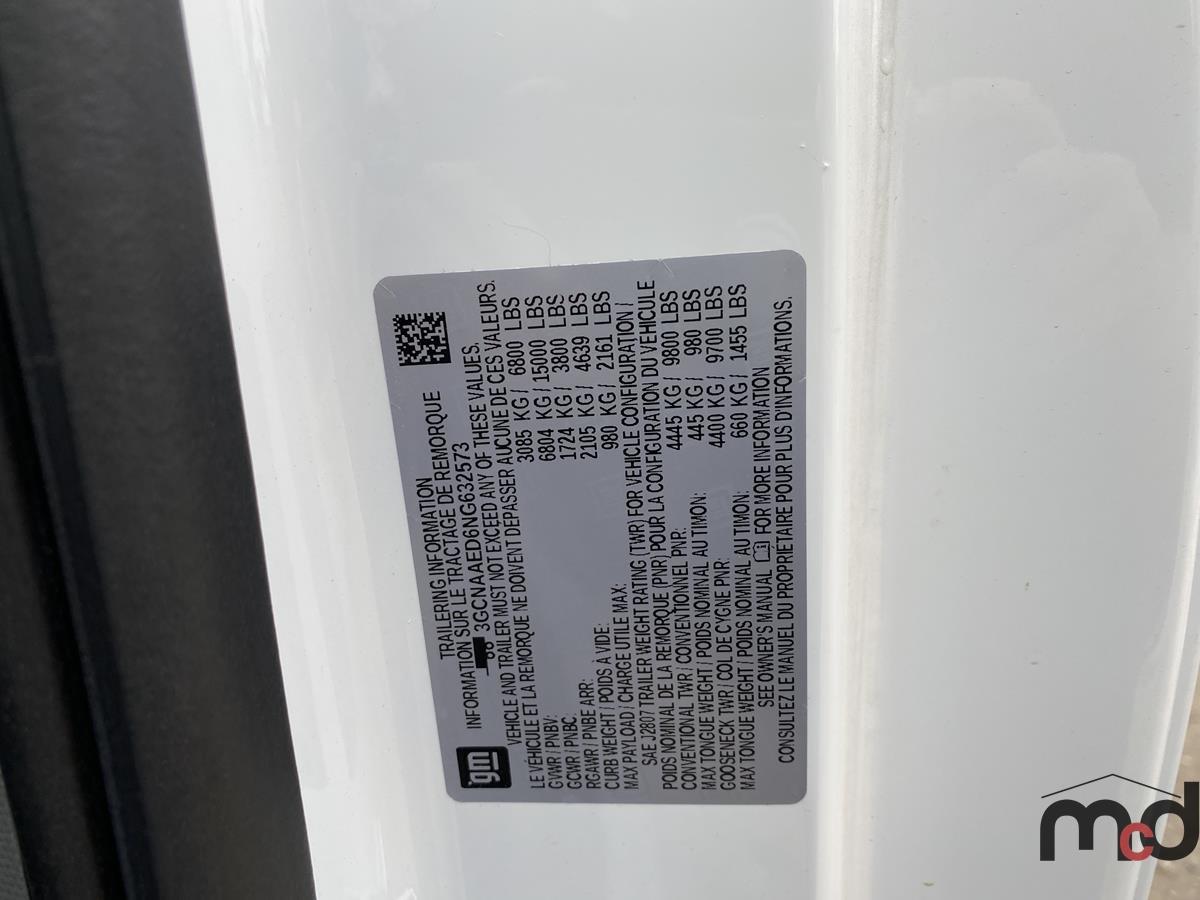 gm
TRAILERING INFORMATION
INFORMATION SUR LE TRACTAGE DE REMORQUE
3GCNAAED6NG632573
VEHICLE AND TRAILER MUST NOT EXCEED ANY OF THESE VALUES.
LE VÉHICULE ET LA REMORQUE NE DOIVENT DEPASSER AUCUNE DE CES VALEURS.
GVWR / PNBV: 3085 KG / 6800 LBS
GCWR / PNBC: 6804 KG / 15000 LBS
RGAWR / PNBE ARR: 1724 KG / 3800 LBS
CURB WEIGHT / POIDS À VIDE: 2105 KG / 4639 LBS
MAX PAYLOAD / CHARGE UTILE MAX: 980 KG / 2161 LBS
SAE J2807 TRAILER WEIGHT RATING (TWR) FOR VEHICLE CONFIGURATION /
POIDS NOMINAL DE LA REMORQUE (PNR) POUR LA CONFIGURATION DU VÉHICULE
CONVENTIONAL TWR / CONVENTIONNEL PNR: 4445 KG / 9800 LBS
MAX TONGUE WEIGHT / POIDS NOMINAL AU TIMON: 445 KG / 980 LBS
GOOSENECK TWR / COL DE CYGNE PNR: 4400 KG / 9700 LBS
MAX TONGUE WEIGHT / POIDS NOMINAL AU TIMON: 660 KG / 1455 LBS
SEE OWNER'S MANUAL FOR MORE INFORMATION
CONSULTEZ LE MANUEL DU PROPRIETAIRE POUR PLUS D'INFORMATIONS.
mcd